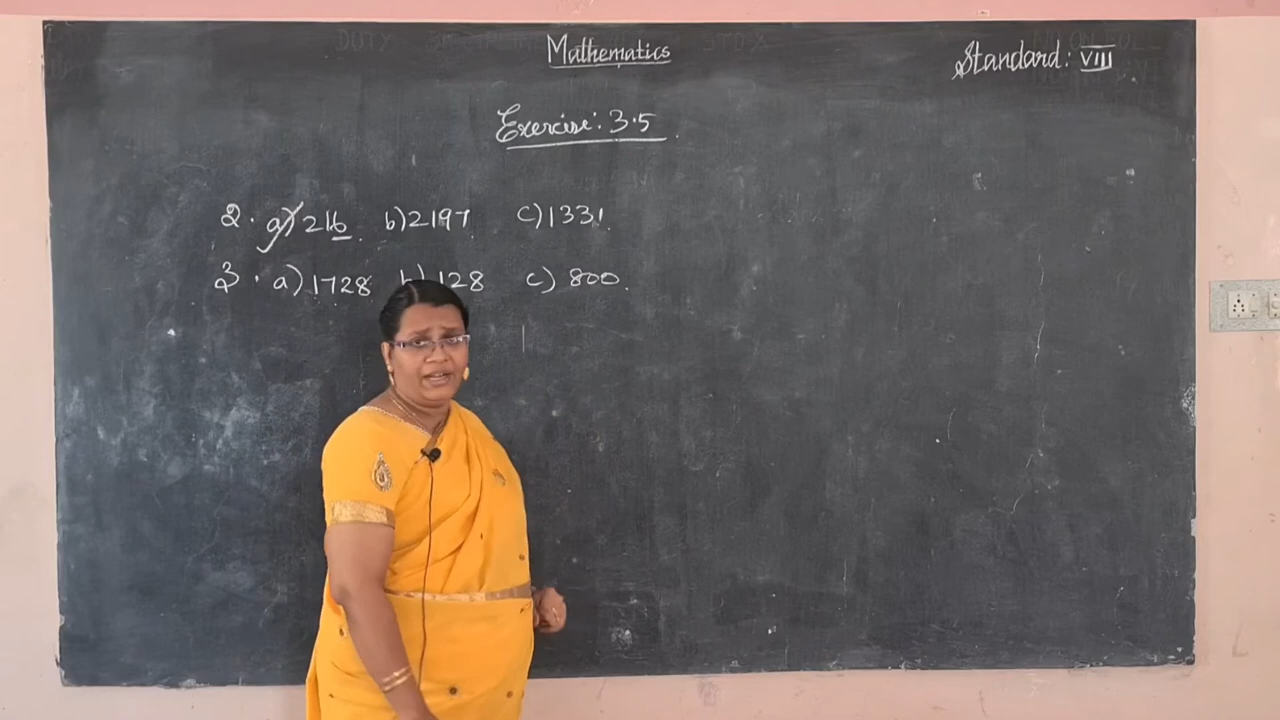 Mathematics
Standard: VIII
Exercise: 3.5
2. a) 216 b) 2197 c) 1331
3. a) 1728 b) 128 c) 800